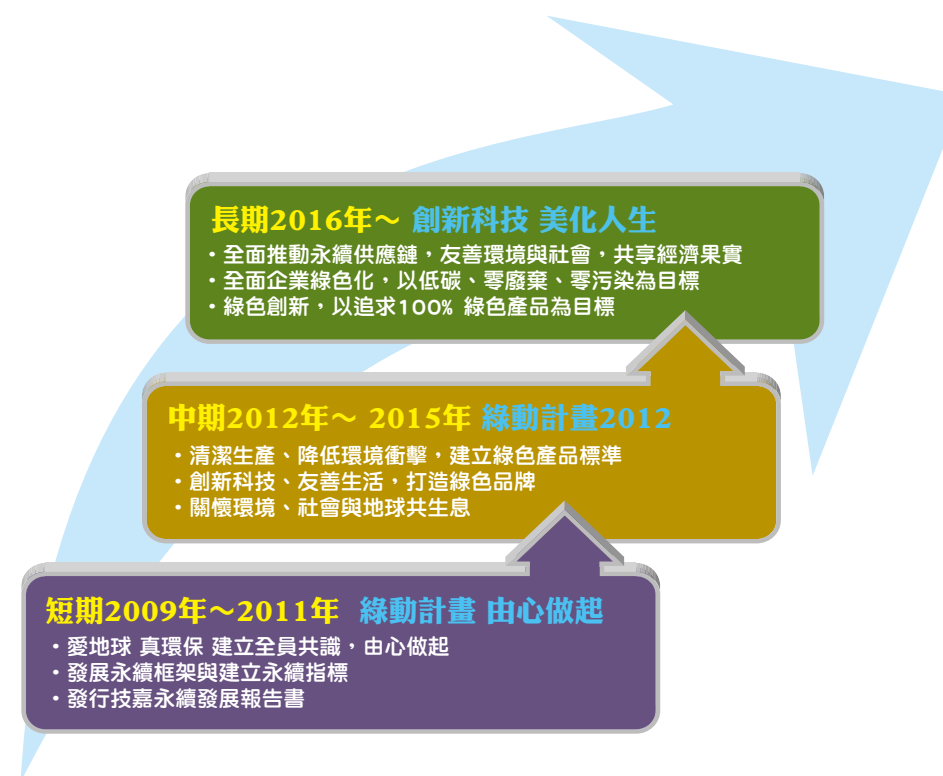 長期2016年～ 創新科技 美化人生
・全面推動永續供應鏈，友善環境與社會，共享經濟果實
・全面企業綠色化，以低碳、零廢棄、零污染為目標
・綠色創新，以追求100% 綠色產品為目標
中期2012年～ 2015年 綠動計畫2012
・清潔生產、降低環境衝擊，建立綠色產品標準
・創新科技、友善生活，打造綠色品牌
・關懷環境、社會與地球共生息
短期2009年～2011年 綠動計畫 由心做起
・愛地球 真環保 建立全員共識，由心做起
・發展永續框架與建立永續指標
・發行技嘉永續發展報告書